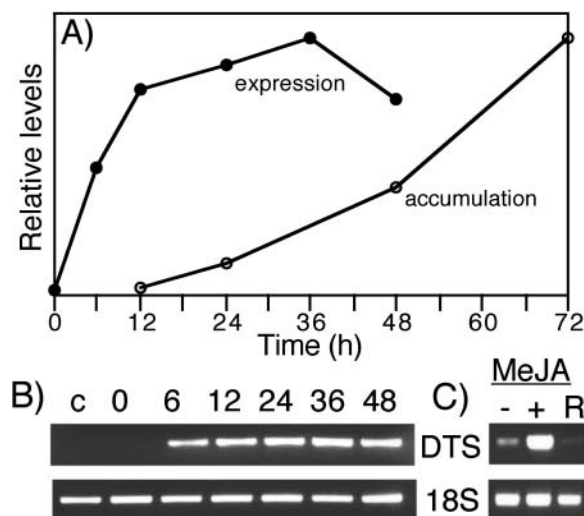 A)
Relative levels
expression
accumulation
0 12 24 36 48 60 72
Time (h)
B) c 0 6 12 24 36 48
C) MeJA
- + R
DTS
18S